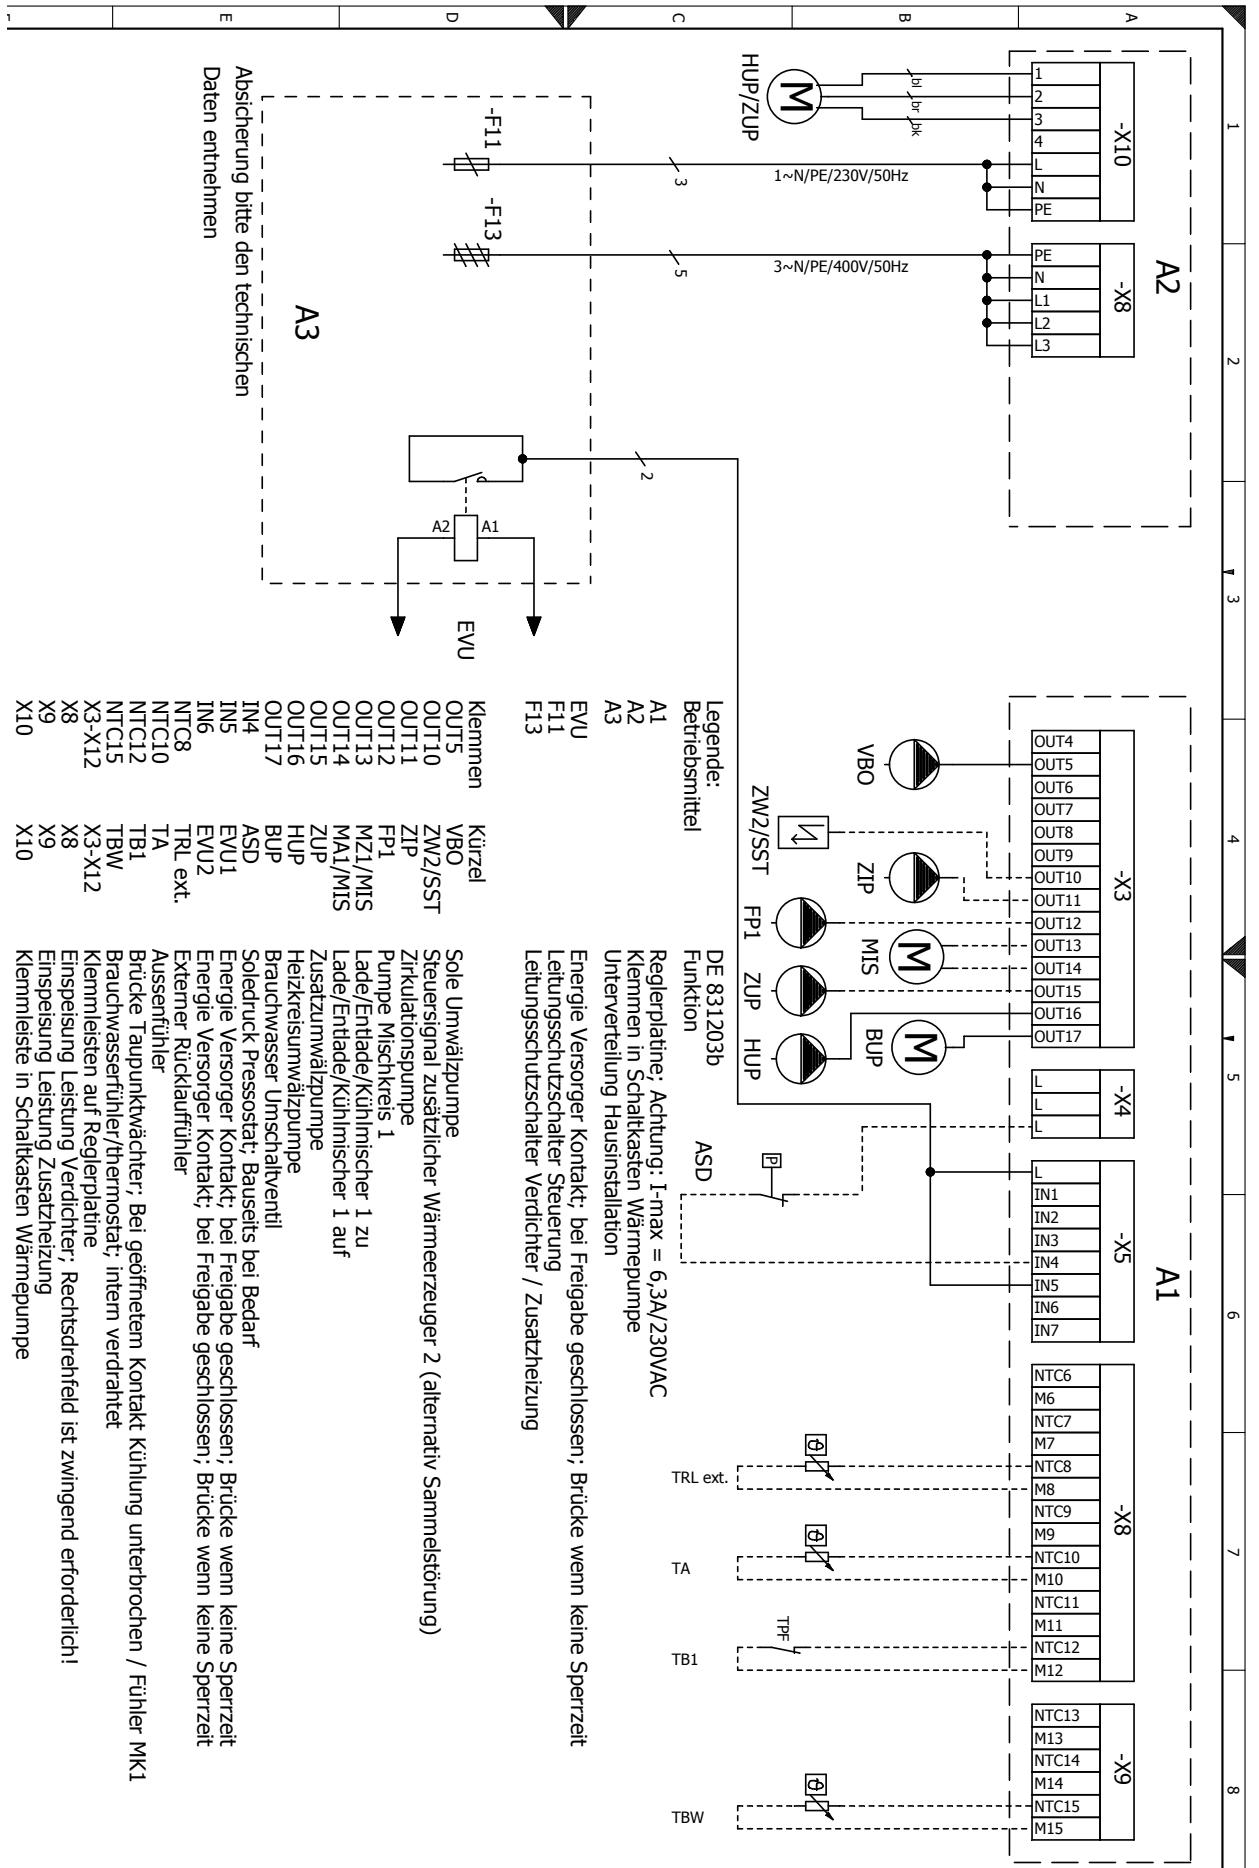 1
2
3
4
5
6
7
8
A
B
C
D
E
A2
-X10
1
2
3
4
L
N
PE
-X8
PE
N
L1
L2
L3
bl
br
bk
HUP/ZUP
M
1~N/PE/230V/50Hz
3
3~N/PE/400V/50Hz
5
2
-F11
-F13
A3
A2
A1
EVU
Absicherung bitte den technischen
Daten entnehmen
A1
-X3
OUT4
OUT5
OUT6
OUT7
OUT8
OUT9
OUT10
OUT11
OUT12
OUT13
OUT14
OUT15
OUT16
OUT17
-X4
L
L
L
-X5
L
IN1
IN2
IN3
IN4
IN5
IN6
IN7
-X8
NTC6
M6
NTC7
M7
NTC8
M8
NTC9
M9
NTC10
M10
NTC11
M11
NTC12
M12
-X9
NTC13
M13
NTC14
M14
NTC15
M15
VBO
ZW2/SST
ZIP
FP1
M
MIS
ZUP
HUP
M
BUP
P
ASD
ϑ
TRL ext.
ϑ
TA
TPF
TB1
ϑ
TBW
Legende: DE 831203b
Betriebsmittel Funktion
A1 Reglerplatine; Achtung: I-max = 6,3A/230VAC
A2 Klemmen in Schaltkasten Wärmepumpe
A3 Unterverteilung Hausinstallation
EVU Energie Versorger Kontakt; bei Freigabe geschlossen; Brücke wenn keine Sperrzeit
F11 Leitungsschutzschalter Steuerung
F13 Leitungsschutzschalter Verdichter / Zusatzheizung
Klemmen Kürzel
OUT5 VBO Sole Umwälzpumpe
OUT10 ZW2/SST Steuersignal zusätzlicher Wärmeerzeuger 2 (alternativ Sammelstörung)
OUT11 ZIP Zirkulationspumpe
OUT12 FP1 Pumpe Mischkreis 1
OUT13 MZ1/MIS Lade/Entlade/Kühlmischer 1 zu
OUT14 MA1/MIS Lade/Entlade/Kühlmischer 1 auf
OUT15 ZUP Zusatzumwälzpumpe
OUT16 HUP Heizkreisumwälzpumpe
OUT17 BUP Brauchwasser Umschaltventil
IN4 ASD Soledruck Pressostat; Bauseits bei Bedarf
IN5 EVU1 Energie Versorger Kontakt; bei Freigabe geschlossen; Brücke wenn keine Sperrzeit
IN6 EVU2 Energie Versorger Kontakt; bei Freigabe geschlossen; Brücke wenn keine Sperrzeit
NTC8 TRL ext. Externer Rücklauffühler
NTC10 TA Aussenfühler
NTC12 TB1 Brücke Taupunktwächter; Bei geöffnetem Kontakt Kühlung unterbrochen / Fühler MK1
NTC15 TBW Brauchwasserfühler/thermostat; intern verdrahtet
X3-X12 X3-X12 Klemmleisten auf Reglerplatine
X8 X8 Einspeisung Leistung Verdichter; Rechtsdrehfeld ist zwingend erforderlich!
X9 X9 Einspeisung Leistung Zusatzheizung
X10 X10 Klemmleiste in Schaltkasten Wärmepumpe